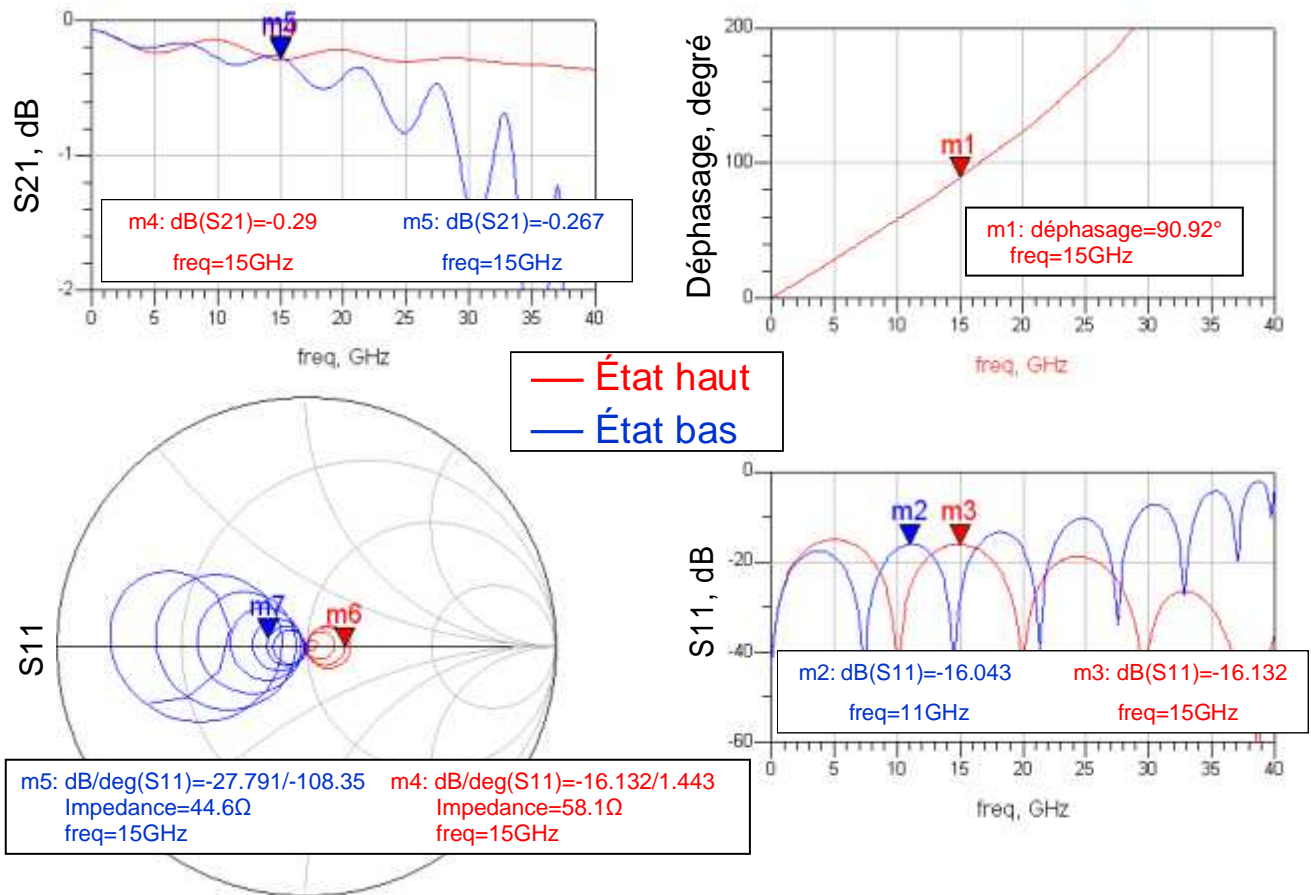 S21, dB
0
-1
-2
m5
m4: dB(S21)=-0.29
freq=15GHz
m5: dB(S21)=-0.267
freq=15GHz
0 5 10 15 20 25 30 35 40
freq, GHz
Déphasage, degré
200
100
0
m1
m1: déphasage=90.92°
freq=15GHz
0 5 10 15 20 25 30 35 40
freq, GHz
État haut
État bas
S11
m7
m6
m5: dB/deg(S11)=-27.791/-108.35
Impedance=44.6Ω
freq=15GHz
m4: dB/deg(S11)=-16.132/1.443
Impedance=58.1Ω
freq=15GHz
S11, dB
0
-20
-40
-60
m2
m3
m2: dB(S11)=-16.043
freq=11GHz
m3: dB(S11)=-16.132
freq=15GHz
0 5 10 15 20 25 30 35 40
freq, GHz